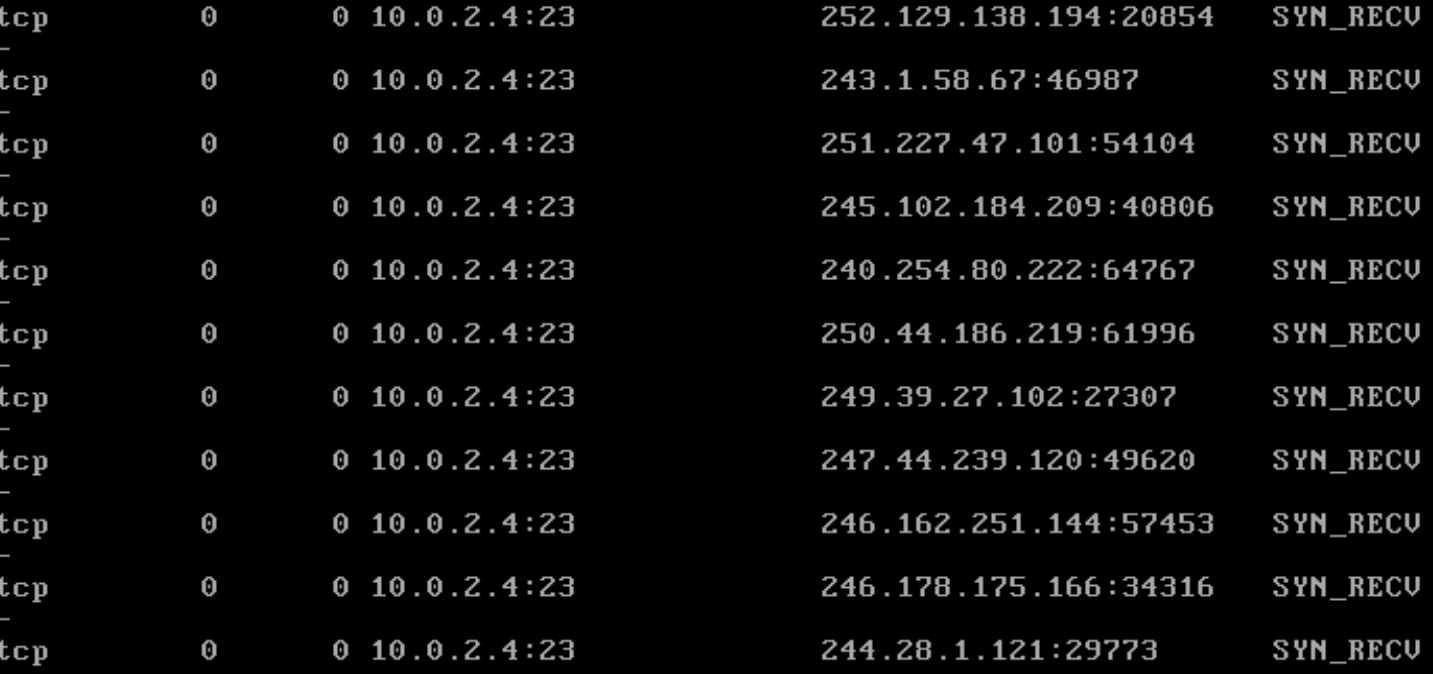 tcp 0 0 10.0.2.4:23 252.129.138.194:20854 SYN_RECV
-
tcp 0 0 10.0.2.4:23 243.1.58.67:46987 SYN_RECV
-
tcp 0 0 10.0.2.4:23 251.227.47.101:54104 SYN_RECV
-
tcp 0 0 10.0.2.4:23 245.102.184.209:40806 SYN_RECV
-
tcp 0 0 10.0.2.4:23 240.254.80.222:64767 SYN_RECV
-
tcp 0 0 10.0.2.4:23 250.44.186.219:61996 SYN_RECV
-
tcp 0 0 10.0.2.4:23 249.39.27.102:27307 SYN_RECV
-
tcp 0 0 10.0.2.4:23 247.44.239.120:49620 SYN_RECV
-
tcp 0 0 10.0.2.4:23 246.162.251.144:57453 SYN_RECV
-
tcp 0 0 10.0.2.4:23 246.178.175.166:34316 SYN_RECV
-
tcp 0 0 10.0.2.4:23 244.28.1.121:29773 SYN_RECV